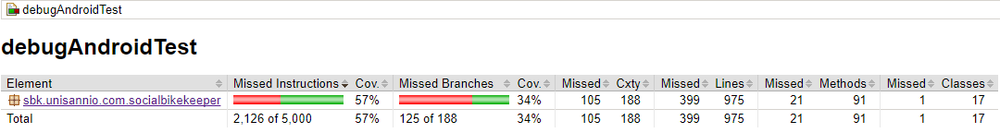 debugAndroidTest
debugAndroidTest
Element Missed Instructions Cov. Missed Branches Cov. Missed Cxty Missed Lines Missed Methods Missed Classes
sbk.unisannio.com.socialbikekeeper 57% 34% 105 188 399 975 21 91 1 17
Total 2,126 of 5,000 57% 125 of 188 34% 105 188 399 975 21 91 1 17